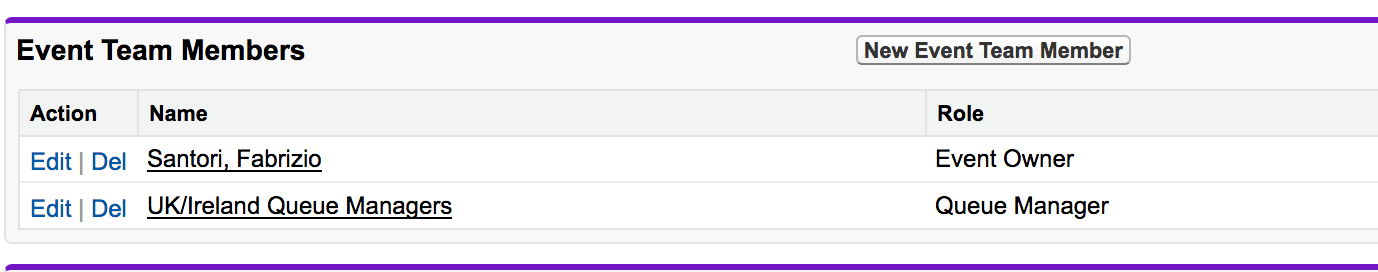 Event Team Members New Event Team Member
Action Name Role
Edit | Del Santori, Fabrizio Event Owner
Edit | Del UK/Ireland Queue Managers Queue Manager